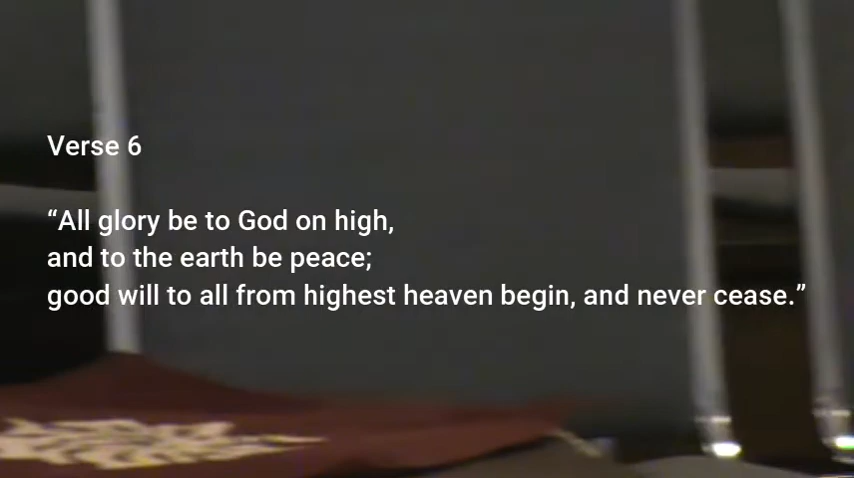 Verse 6
“All glory be to God on high,
and to the earth be peace;
good will to all from highest heaven begin, and never cease.”